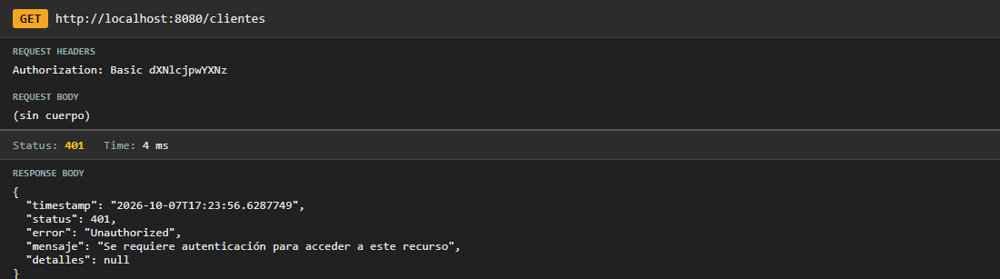 GET http://localhost:8080/clientes
REQUEST HEADERS
Authorization: Basic dXNlcjpwYXNz
REQUEST BODY
(sin cuerpo)
Status: 401 Time: 4 ms
RESPONSE BODY
{
"timestamp": "2026-10-07T17:23:56.6287749",
"status": 401,
"error": "Unauthorized",
"mensaje": "Se requiere autenticación para acceder a este recurso",
"detalles": null
}